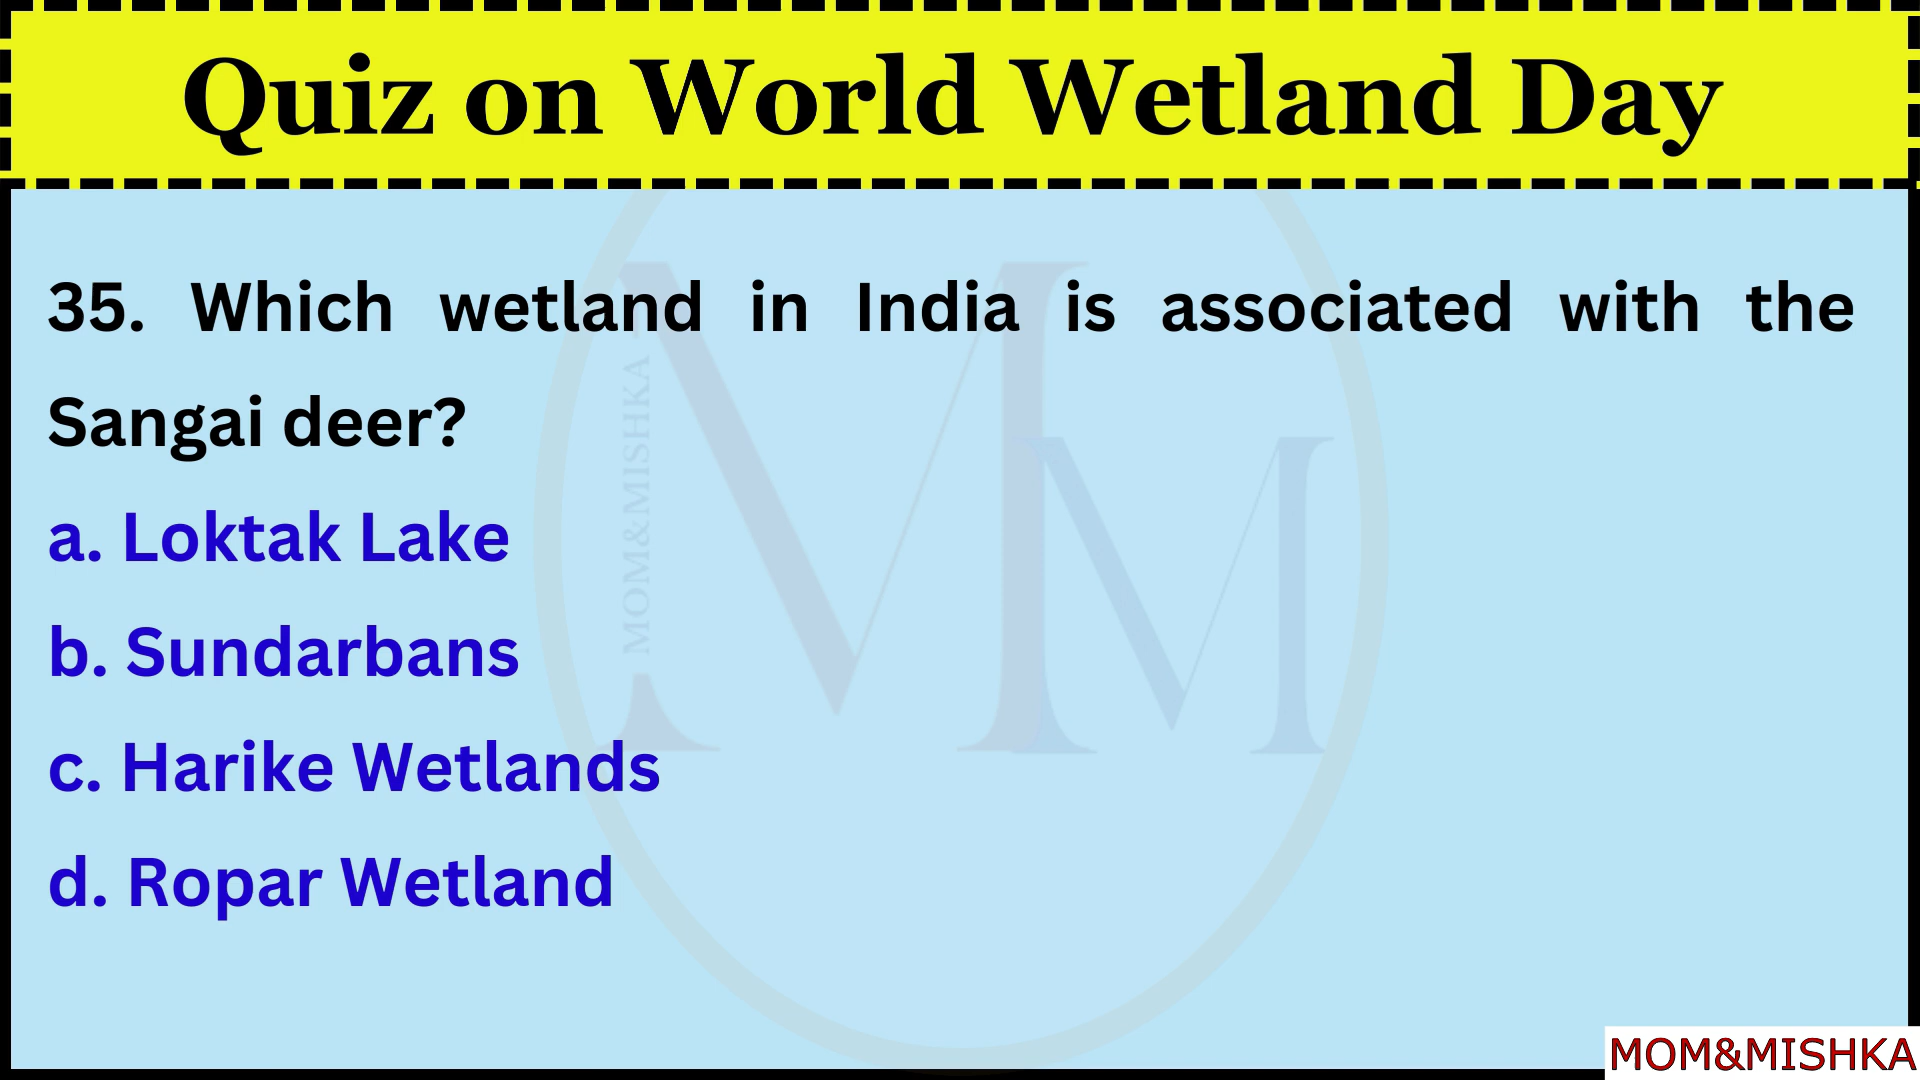 Quiz on World Wetland Day
35. Which wetland in India is associated with the
Sangai deer?
a. Loktak Lake
b. Sundarbans
c. Harike Wetlands
d. Ropar Wetland
MOM&MISHKA
MM
MOM&MISHKA